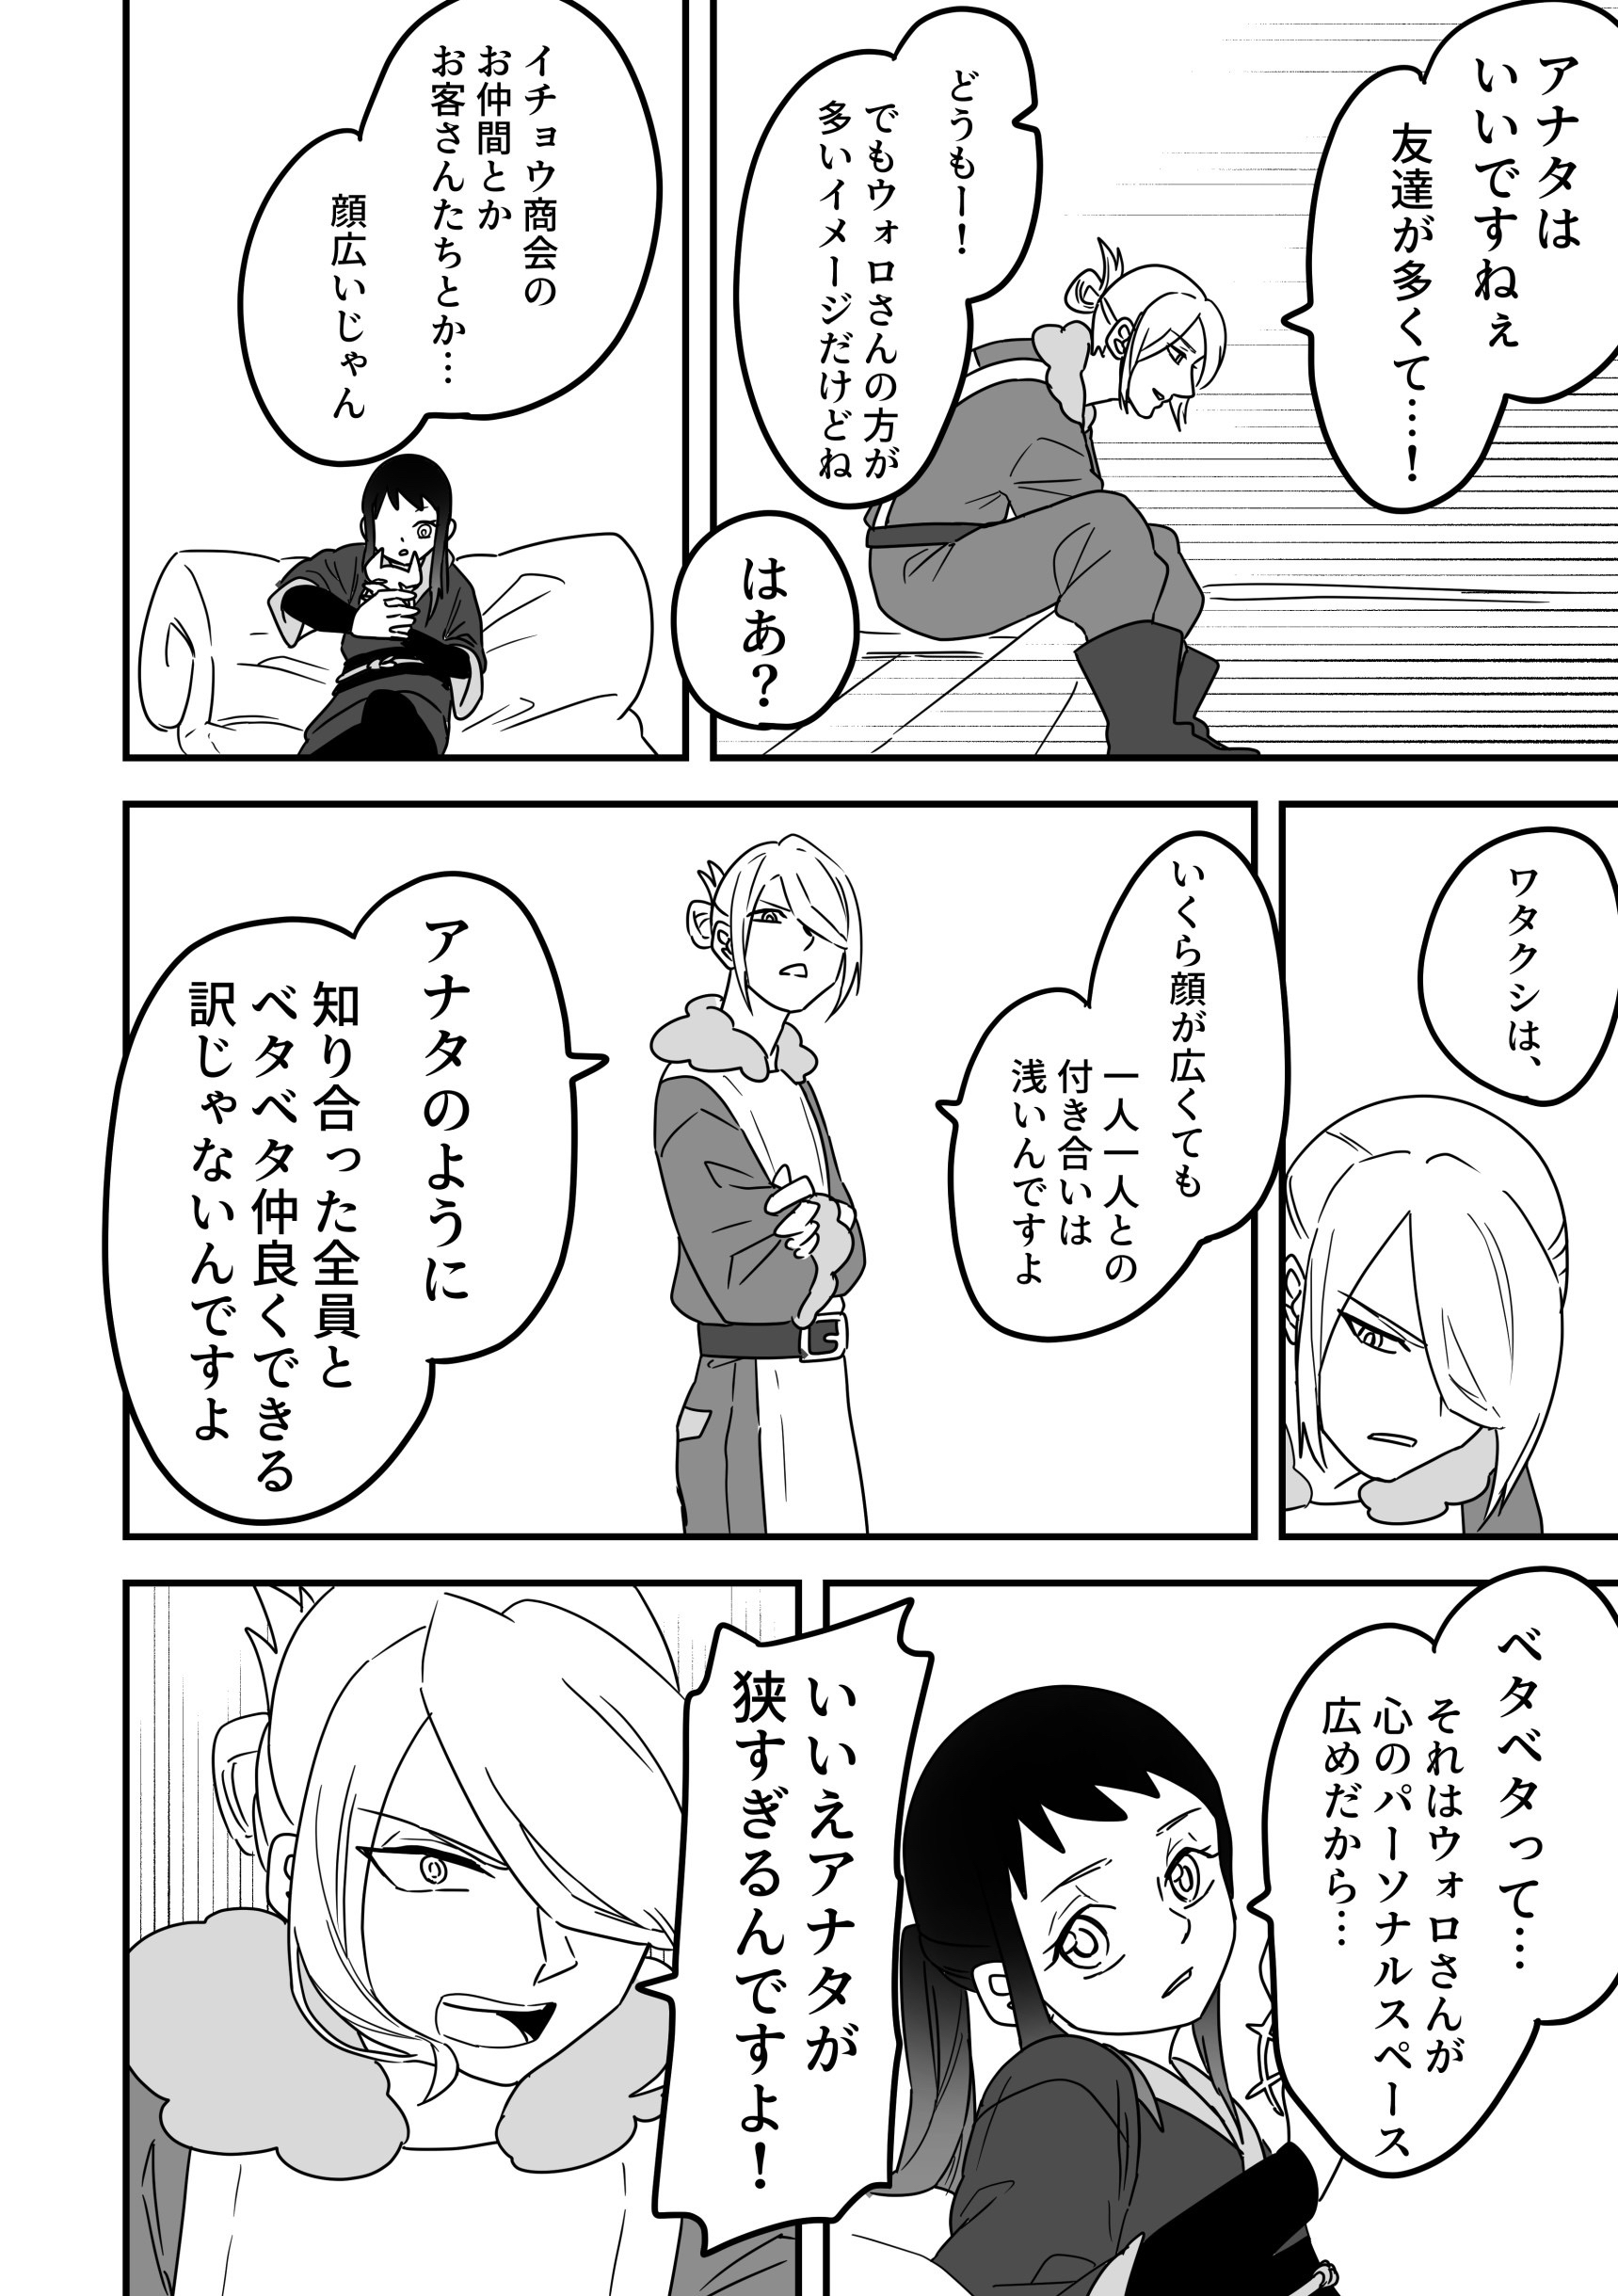 アナタは
いいですねぇ
友達が多くて……！
どうもー！
でもウォロさんの方が
多いイメージだけどね
はあ？
イチョウ商会の
お仲間とか
お客さんたちとか…
顔広いじゃん
ワタクシは、
いくら顔が広くても
一人一人との
付き合いは
浅いんですよ
アナタのように
知り合った全員と
ベタベタ仲良くできる
訳じゃないんですよ
ベタベタって…
それはウォロさんが
心のパーソナルスペース
広めだから…
いいえアナタが
狭すぎるんですよ！